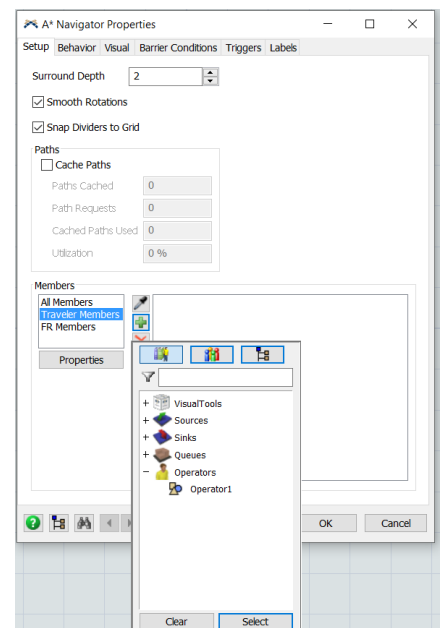 A* Navigator Properties
Setup Behavior Visual Barrier Conditions Triggers Labels
Surround Depth 2
Smooth Rotations
Snap Dividers to Grid
Paths
Cache Paths
Paths Cached 0
Path Requests 0
Cached Paths Used 0
Utilization 0 %
Members
All Members
Traveler Members
FR Members
Properties
+ VisualTools
+ Sources
+ Sinks
+ Queues
- Operators
Operator1
OK Cancel
Clear Select